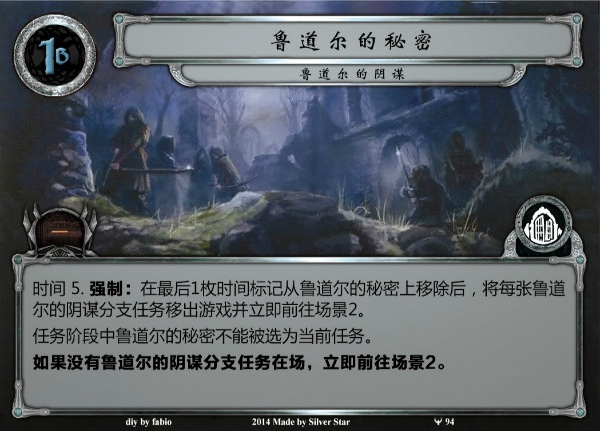 1B
鲁道尔的秘密
鲁道尔的阴谋
时间 5. 强制：在最后1枚时间标记从鲁道尔的秘密上移除后，将每张鲁道
尔的阴谋分支任务移出游戏并立即前往场景2。
任务阶段中鲁道尔的秘密不能被选为当前任务。
如果没有鲁道尔的阴谋分支任务在场，立即前往场景2。
diy by fabio 2014 Made by Silver Star 94